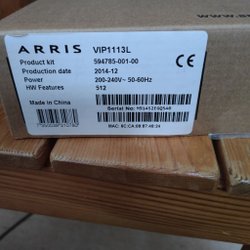 ARRIS VIP1113L
Product kit 594785-001-00
Production date 2014-12
Power 200-240V~ 50-60Hz
HW Features 512
Made in China